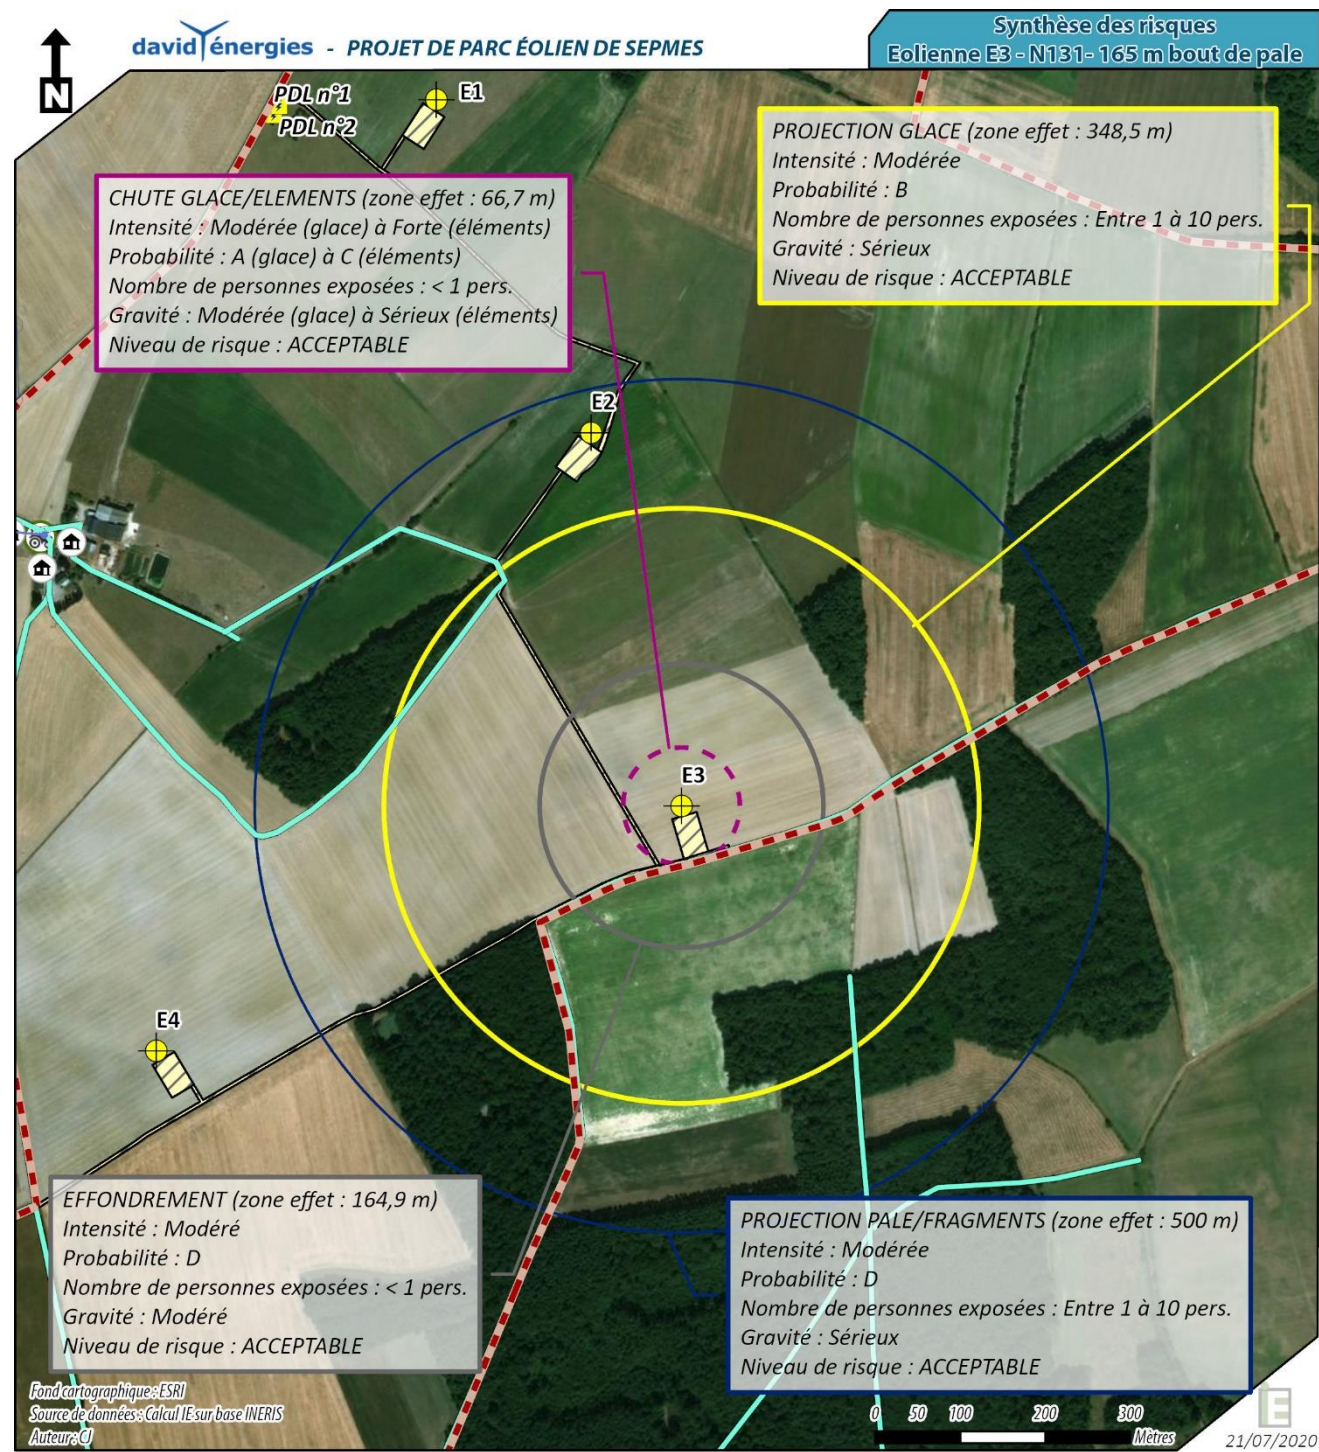 N
david énergies - PROJET DE PARC ÉOLIEN DE SEPMES
Synthèse des risques
Eolienne E3 - N131- 165 m bout de pale
PDL n°1
PDL n°2
E1
PROJECTION GLACE (zone effet : 348,5 m)
Intensité : Modérée
Probabilité : B
Nombre de personnes exposées : Entre 1 à 10 pers.
Gravité : Sérieux
Niveau de risque : ACCEPTABLE
CHUTE GLACE/ELEMENTS (zone effet : 66,7 m)
Intensité : Modérée (glace) à Forte (éléments)
Probabilité : A (glace) à C (éléments)
Nombre de personnes exposées : < 1 pers.
Gravité : Modérée (glace) à Sérieux (éléments)
Niveau de risque : ACCEPTABLE
E2
E3
E4
EFFONDREMENT (zone effet : 164,9 m)
Intensité : Modéré
Probabilité : D
Nombre de personnes exposées : < 1 pers.
Gravité : Modéré
Niveau de risque : ACCEPTABLE
PROJECTION PALE/FRAGMENTS (zone effet : 500 m)
Intensité : Modérée
Probabilité : D
Nombre de personnes exposées : Entre 1 à 10 pers.
Gravité : Sérieux
Niveau de risque : ACCEPTABLE
Fond cartographique : ESRI
Source de données : Calcul IE sur base INERIS
Auteur : CJ
0 50 100 200 300
Mètres
21/07/2020